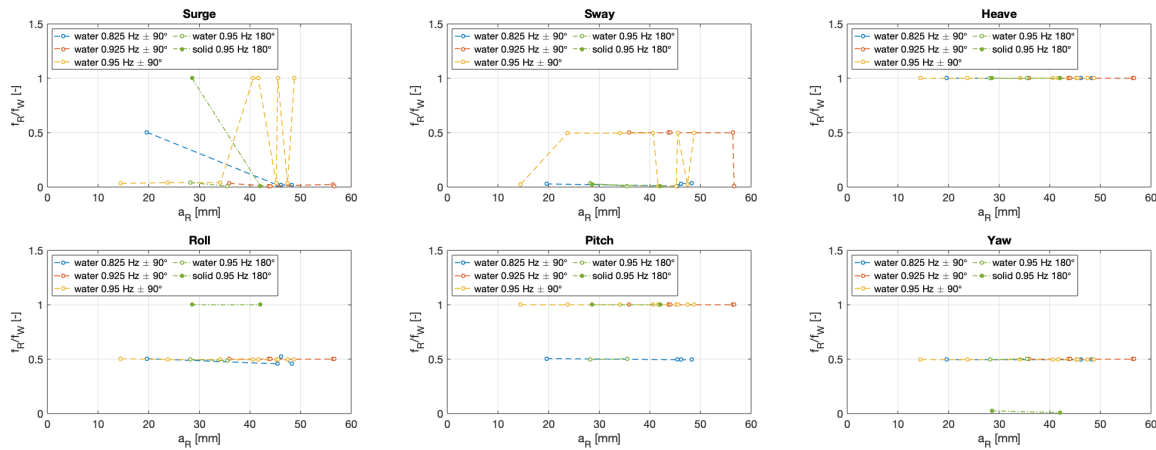 Surge
1.5
1
0.5
0
f_R/f_W [-]
water 0.825 Hz ± 90°
water 0.925 Hz ± 90°
water 0.95 Hz ± 90°
water 0.95 Hz 180°
solid 0.95 Hz 180°
0 10 20 30 40 50 60
a_R [mm]
Sway
1.5
1
0.5
0
f_R/f_W [-]
water 0.825 Hz ± 90°
water 0.925 Hz ± 90°
water 0.95 Hz ± 90°
water 0.95 Hz 180°
solid 0.95 Hz 180°
0 10 20 30 40 50 60
a_R [mm]
Heave
1.5
1
0.5
0
f_R/f_W [-]
water 0.825 Hz ± 90°
water 0.925 Hz ± 90°
water 0.95 Hz ± 90°
water 0.95 Hz 180°
solid 0.95 Hz 180°
0 10 20 30 40 50 60
a_R [mm]
Roll
1.5
1
0.5
0
f_R/f_W [-]
water 0.825 Hz ± 90°
water 0.925 Hz ± 90°
water 0.95 Hz ± 90°
water 0.95 Hz 180°
solid 0.95 Hz 180°
0 10 20 30 40 50 60
a_R [mm]
Pitch
1.5
1
0.5
0
f_R/f_W [-]
water 0.825 Hz ± 90°
water 0.925 Hz ± 90°
water 0.95 Hz ± 90°
water 0.95 Hz 180°
solid 0.95 Hz 180°
0 10 20 30 40 50 60
a_R [mm]
Yaw
1.5
1
0.5
0
f_R/f_W [-]
water 0.825 Hz ± 90°
water 0.925 Hz ± 90°
water 0.95 Hz ± 90°
water 0.95 Hz 180°
solid 0.95 Hz 180°
0 10 20 30 40 50 60
a_R [mm]